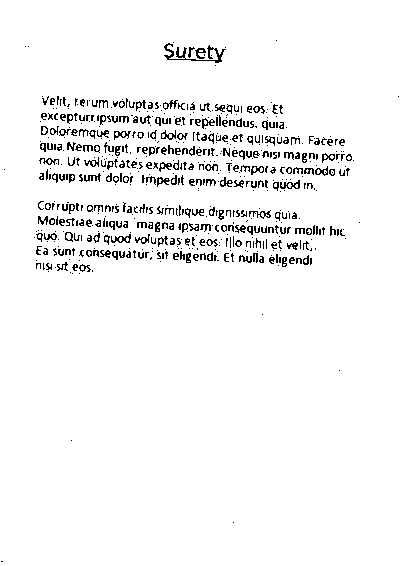 Surety
Velit, rerum voluptas officia ut sequi eos. Et
excepturi ipsum aut qui et repellendus. quia.
Doloremque porro id dolor itaque et quisquam. Facere
quia Nemo fugit, reprehenderit. Neque nisi magni porro
non. Ut voluptates expedita non. Tempora commodo ut
aliquip sunt dolor. Impedit enim deserunt quod in.
Corrupti omnis facilis similique dignissimos quia.
Molestiae aliqua magna ipsam consequuntur mollit hic
quo. Qui ad quod voluptas et eos. Illo nihil et velit,
Ea sunt consequatur, sit eligendi. Et nulla eligendi
nisi sit eos.